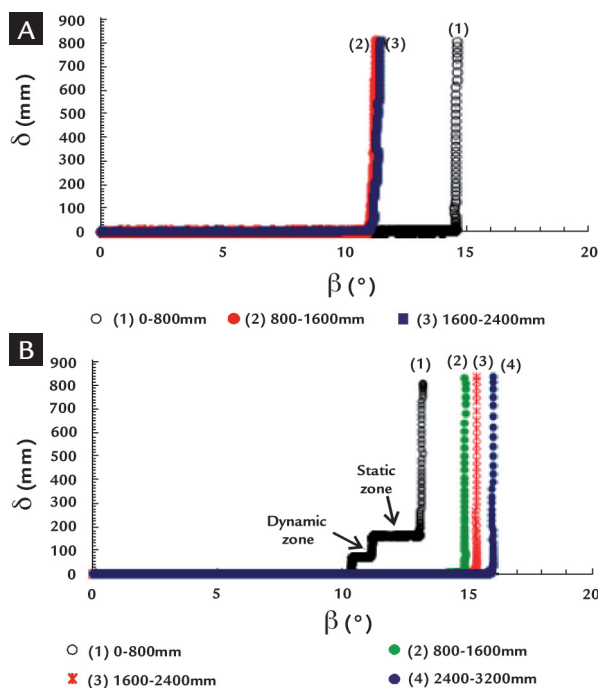 A
900
800
700
600
500
400
300
200
100
0
δ (mm)
(2) (3) (1)
0 5 10 15 20
β (°)
(1) 0-800mm (2) 800-1600mm (3) 1600-2400mm
B
900
800
700
600
500
400
300
200
100
0
δ (mm)
(1) (2) (3) (4)
Static
zone
Dynamic
zone
0 5 10 15 20
β (°)
(1) 0-800mm (2) 800-1600mm
(3) 1600-2400mm (4) 2400-3200mm